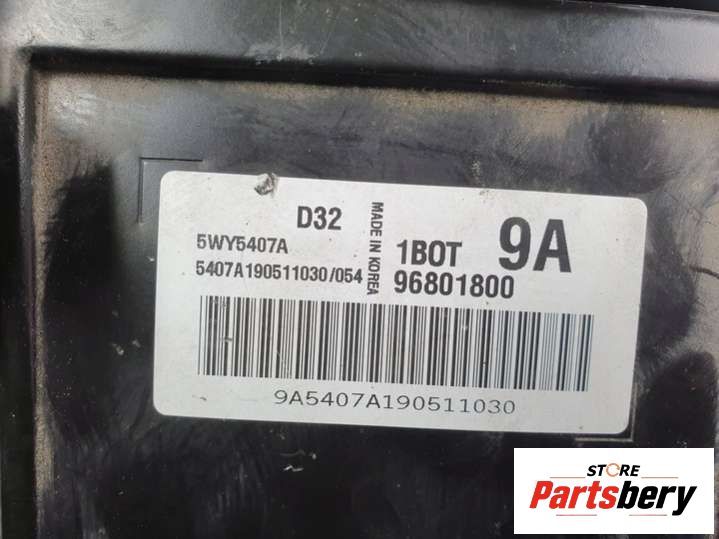 D32
5WY5407A
5407A190511030/054
MADE IN KOREA
1BOT 9A
96801800
9A5407A190511030
STORE
Partsbery